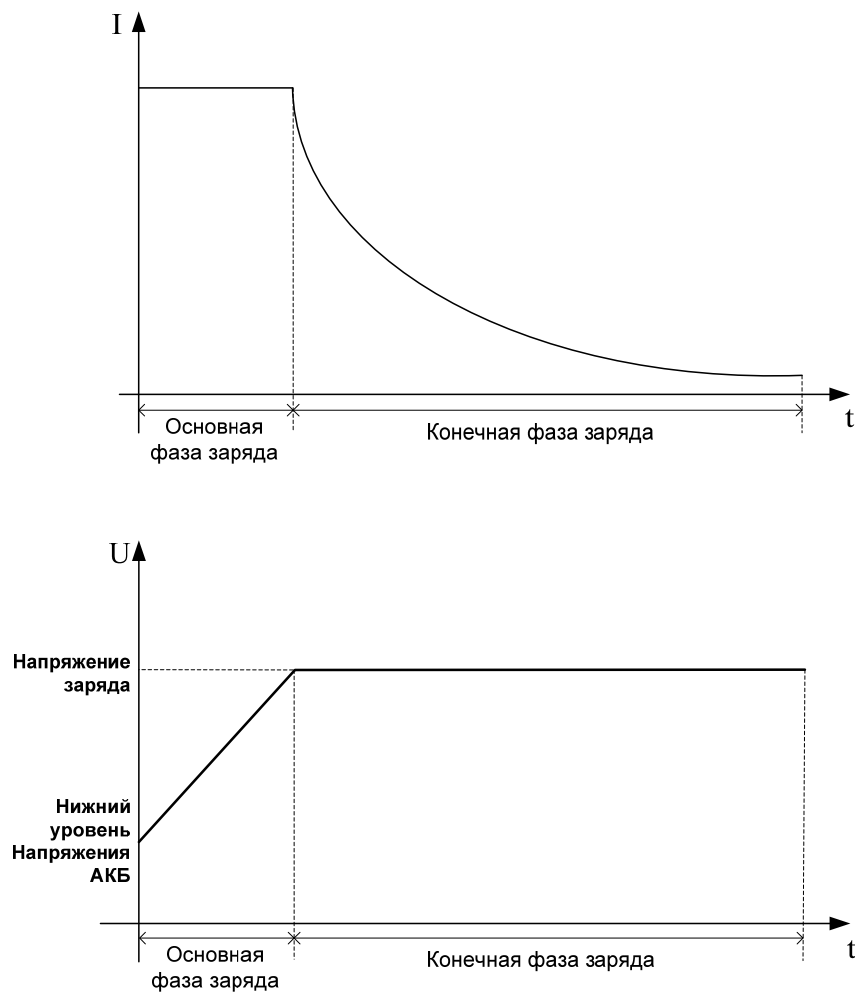 I
Основная
фаза заряда
Конечная фаза заряда
t
U
Напряжение
заряда
Нижний
уровень
Напряжения
АКБ
Основная
фаза заряда
Конечная фаза заряда
t